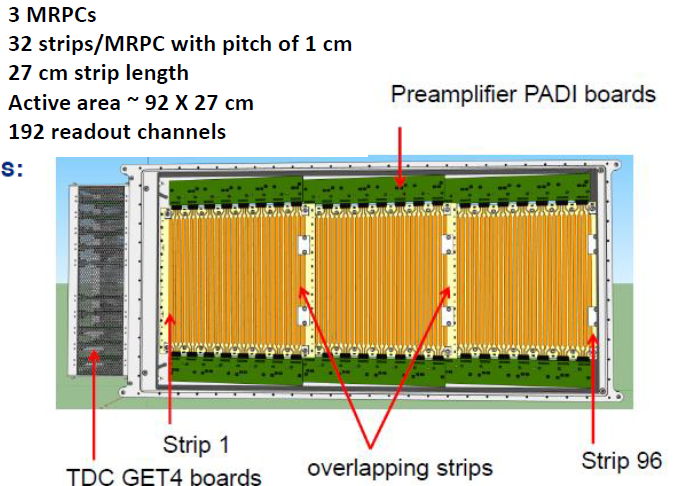 3 MRPCs
32 strips/MRPC with pitch of 1 cm
27 cm strip length
Active area ~ 92 X 27 cm
192 readout channels
s:
Preamplifier PADI boards
Strip 1
TDC GET4 boards
overlapping strips
Strip 96